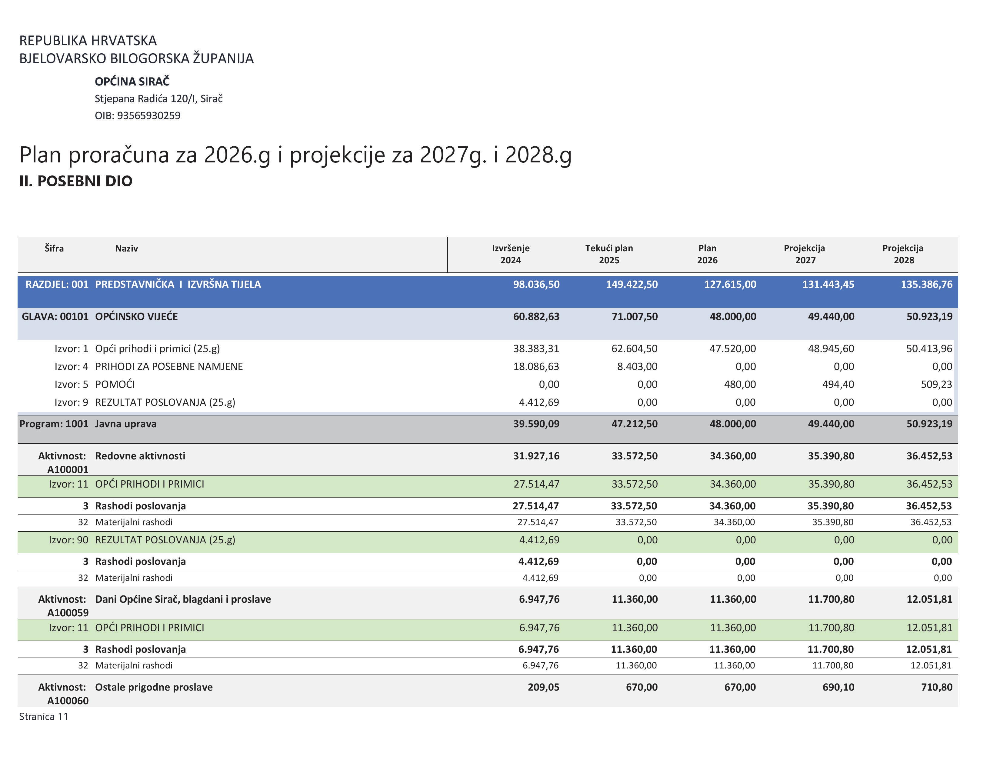 REPUBLIKA HRVATSKA
BJELOVARSKO BILOGORSKA ŽUPANIJA
OPĆINA SIRAČ
Stjepana Radića 120/I, Sirač
OIB: 93565930259
Plan proračuna za 2026.g i projekcije za 2027g. i 2028.g
II. POSEBNI DIO
Šifra Naziv Izvršenje 2024 Tekući plan 2025 Plan 2026 Projekcija 2027 Projekcija 2028
RAZDJEL: 001 PREDSTAVNIČKA I IZVRŠNA TIJELA 98.036,50 149.422,50 127.615,00 131.443,45 135.386,76
GLAVA: 00101 OPĆINSKO VIJEĆE 60.882,63 71.007,50 48.000,00 49.440,00 50.923,19
Izvor: 1 Opći prihodi i primici (25.g) 38.383,31 62.604,50 47.520,00 48.945,60 50.413,96
Izvor: 4 PRIHODI ZA POSEBNE NAMJENE 18.086,63 8.403,00 0,00 0,00 0,00
Izvor: 5 POMOĆI 0,00 0,00 480,00 494,40 509,23
Izvor: 9 REZULTAT POSLOVANJA (25.g) 4.412,69 0,00 0,00 0,00 0,00
Program: 1001 Javna uprava 39.590,09 47.212,50 48.000,00 49.440,00 50.923,19
Aktivnost: A100001 Redovne aktivnosti 31.927,16 33.572,50 34.360,00 35.390,80 36.452,53
Izvor: 11 OPĆI PRIHODI I PRIMICI 27.514,47 33.572,50 34.360,00 35.390,80 36.452,53
3 Rashodi poslovanja 27.514,47 33.572,50 34.360,00 35.390,80 36.452,53
32 Materijalni rashodi 27.514,47 33.572,50 34.360,00 35.390,80 36.452,53
Izvor: 90 REZULTAT POSLOVANJA (25.g) 4.412,69 0,00 0,00 0,00 0,00
3 Rashodi poslovanja 4.412,69 0,00 0,00 0,00 0,00
32 Materijalni rashodi 4.412,69 0,00 0,00 0,00 0,00
Aktivnost: A100059 Dani Općine Sirač, blagdani i proslave 6.947,76 11.360,00 11.360,00 11.700,80 12.051,81
Izvor: 11 OPĆI PRIHODI I PRIMICI 6.947,76 11.360,00 11.360,00 11.700,80 12.051,81
3 Rashodi poslovanja 6.947,76 11.360,00 11.360,00 11.700,80 12.051,81
32 Materijalni rashodi 6.947,76 11.360,00 11.360,00 11.700,80 12.051,81
Aktivnost: A100060 Ostale prigodne proslave 209,05 670,00 670,00 690,10 710,80
Stranica 11